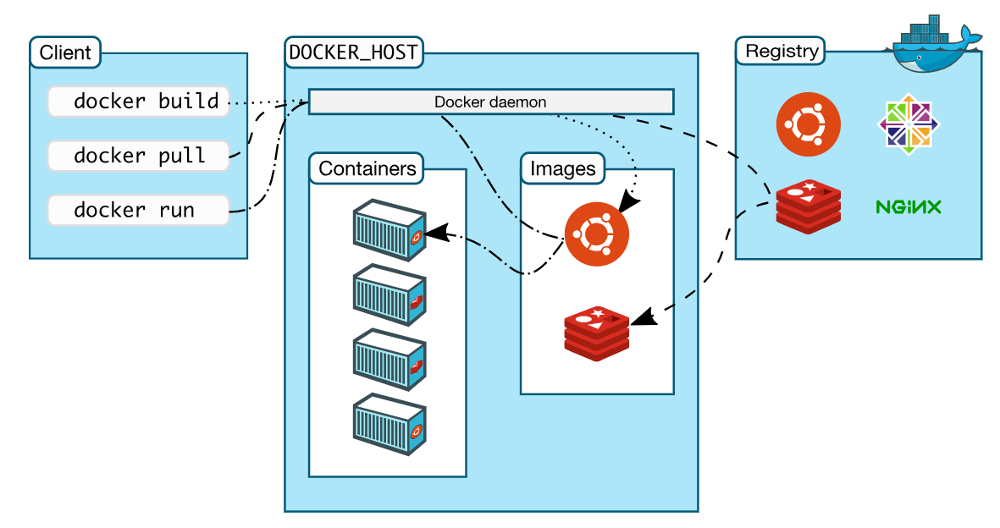 Client
docker build
docker pull
docker run
DOCKER_HOST
Docker daemon
Containers
Images
Registry
NGINX